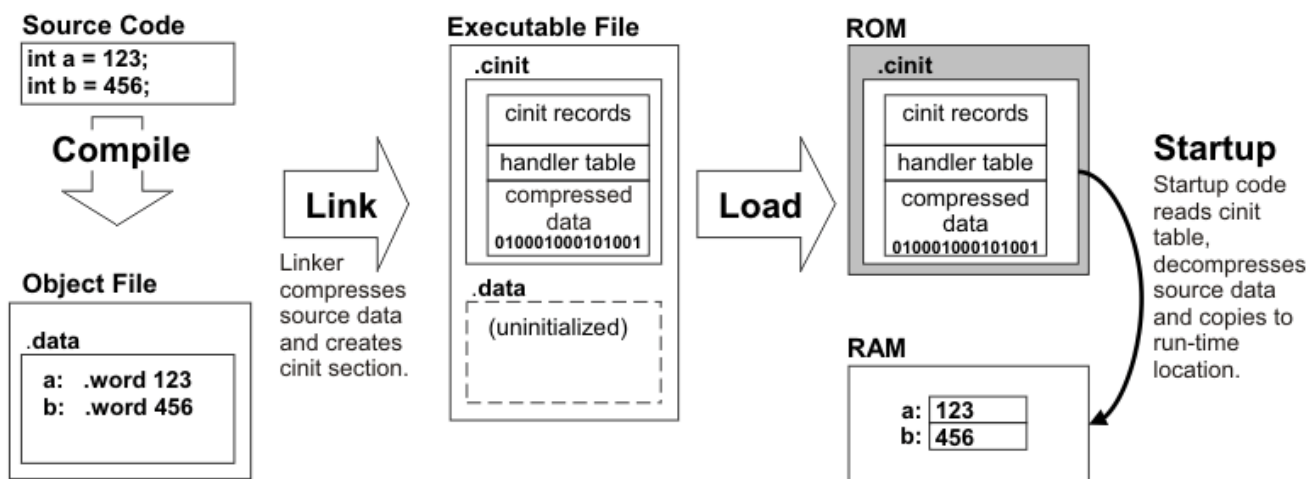 Source Code
int a = 123;
int b = 456;
Compile
Object File
.data
a: .word 123
b: .word 456
Link
Linker
compresses
source data
and creates
cinit section.
Executable File
.cinit
cinit records
handler table
compressed
data
010001000101001
.data
(uninitialized)
Load
ROM
.cinit
cinit records
handler table
compressed
data
010001000101001
Startup
Startup code
reads cinit
table,
decompresses
source data
and copies to
run-time
location.
RAM
a: 123
b: 456